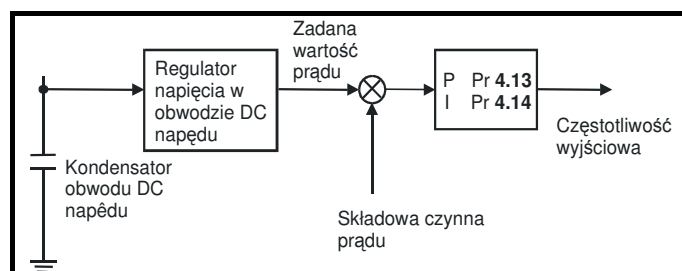 Zadana
wartość
prądu
Regulator
napięcia w
obwodzie DC
napędu
P Pr 4.13
I Pr 4.14
Częstotliwość
wyjściowa
Kondensator
obwodu DC
napêdu
Składowa czynna
prądu